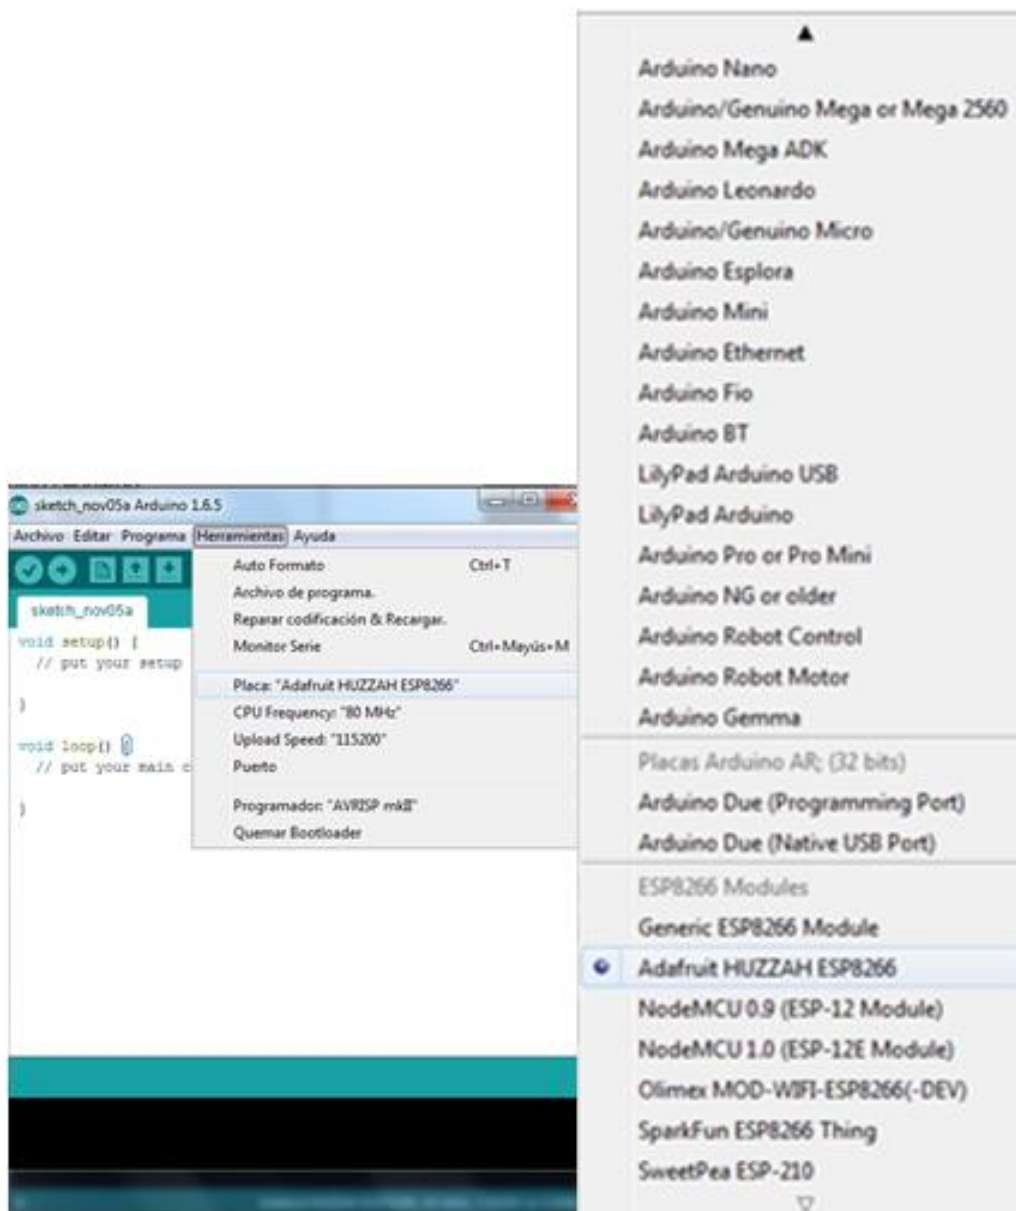 sketch_nov05a Arduino 1.6.5
Archivo Editar Programa Herramientas Ayuda
sketch_nov05a
void setup() {
// put your setup
}
void loop() {
// put your main c
}
Auto Formato Ctrl+T
Archivo de programa.
Reparar codificación & Recargar.
Monitor Serie Ctrl+Mayús+M
Placa: "Adafruit HUZZAH ESP8266"
CPU Frequency: "80 MHz"
Upload Speed: "115200"
Puerto
Programador: "AVRISP mkII"
Quemar Bootloader
Arduino Nano
Arduino/Genuino Mega or Mega 2560
Arduino Mega ADK
Arduino Leonardo
Arduino/Genuino Micro
Arduino Esplora
Arduino Mini
Arduino Ethernet
Arduino Fio
Arduino BT
LilyPad Arduino USB
LilyPad Arduino
Arduino Pro or Pro Mini
Arduino NG or older
Arduino Robot Control
Arduino Robot Motor
Arduino Gemma
Placas Arduino AR; (32 bits)
Arduino Due (Programming Port)
Arduino Due (Native USB Port)
ESP8266 Modules
Generic ESP8266 Module
Adafruit HUZZAH ESP8266
NodeMCU 0.9 (ESP-12 Module)
NodeMCU 1.0 (ESP-12E Module)
Olimex MOD-WIFI-ESP8266(-DEV)
SparkFun ESP8266 Thing
SweetPea ESP-210